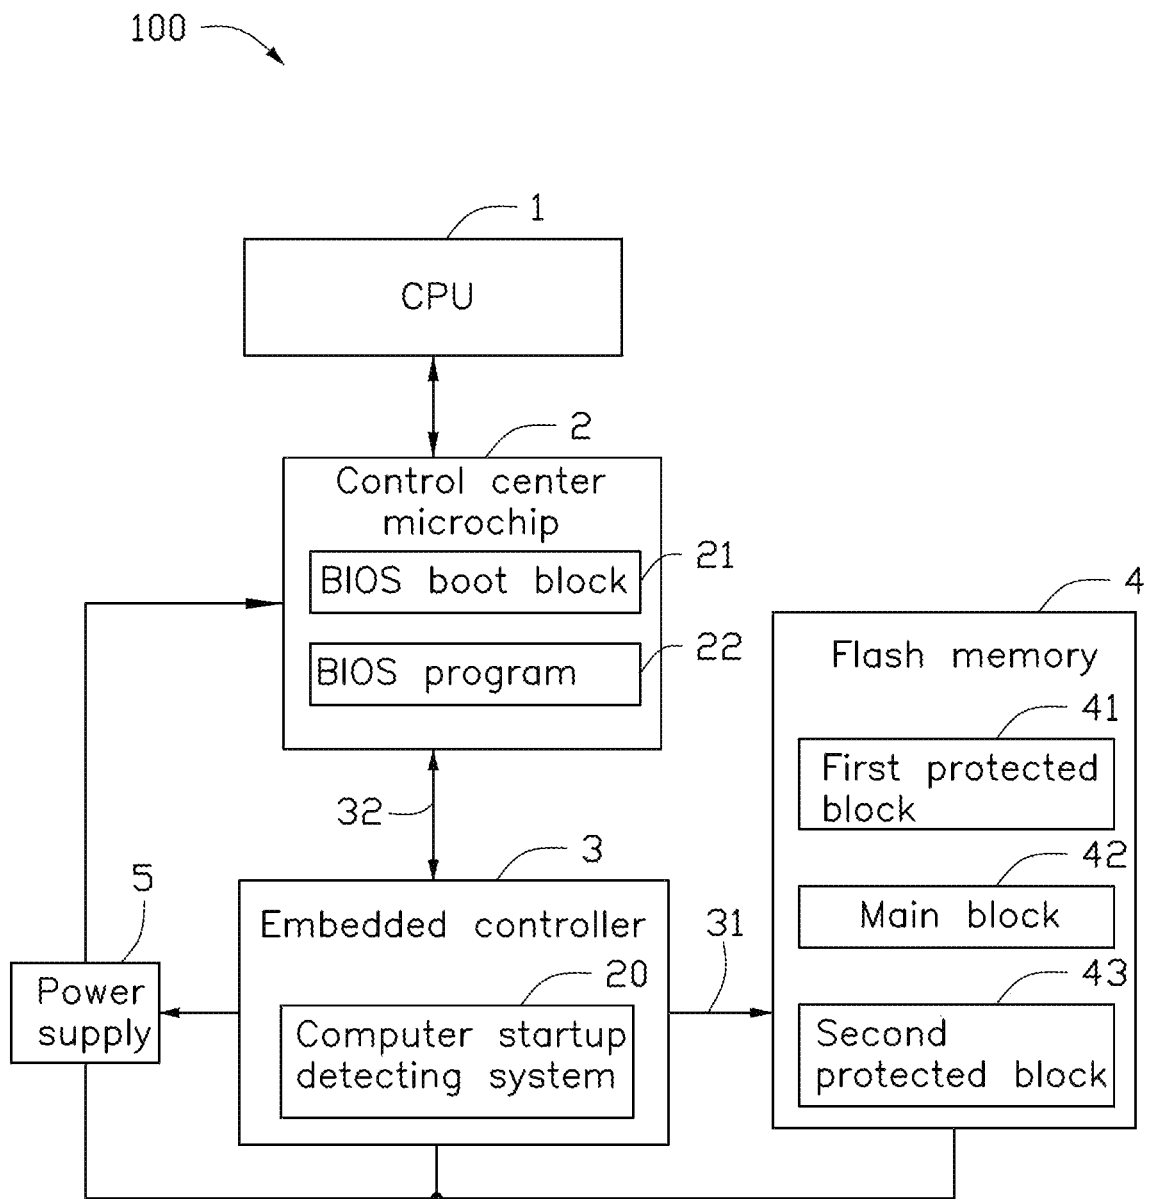 100
1
CPU
2
Control center
microchip
21
BIOS boot block
22
BIOS program
4
Flash memory
41
First protected
block
42
Main block
43
Second
protected block
32
3
Embedded controller
31
20
Computer startup
detecting system
5
Power
supply